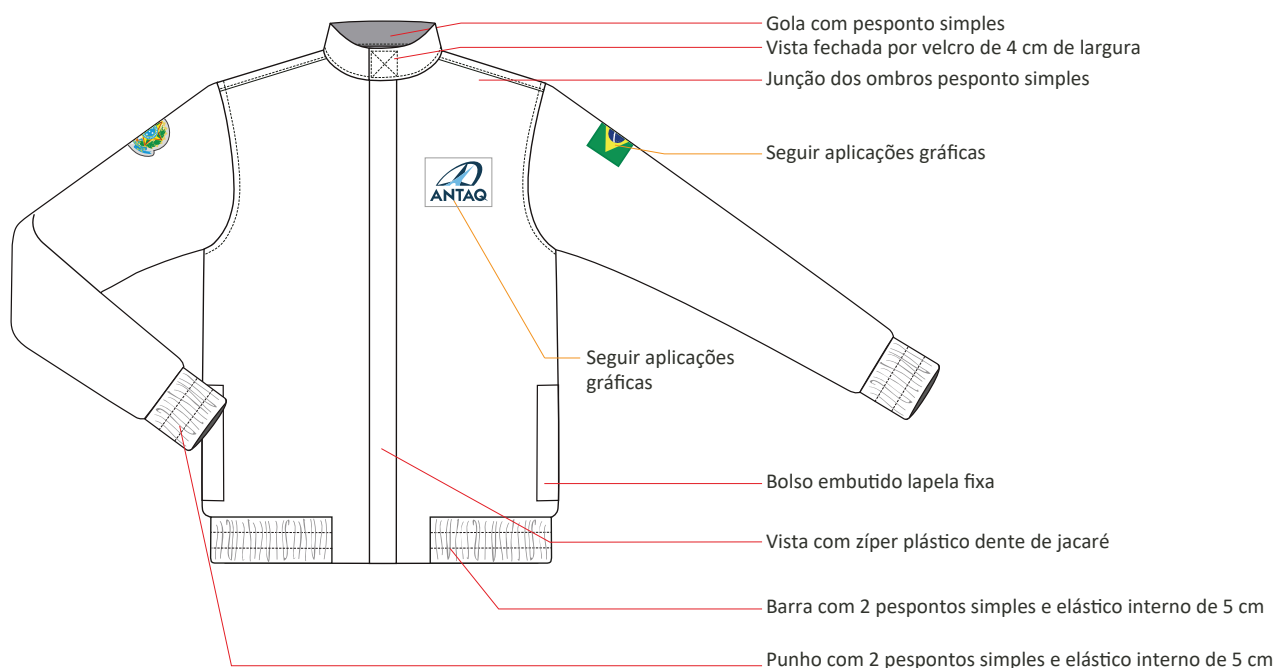 Gola com pesponto simples
Vista fechada por velcro de 4 cm de largura
Junção dos ombros pesponto simples
Seguir aplicações gráficas
ANTAQ
Seguir aplicações
gráficas
Bolso embutido lapela fixa
Vista com zíper plástico dente de jacaré
Barra com 2 pespontos simples e elástico interno de 5 cm
Punho com 2 pespontos simples e elástico interno de 5 cm